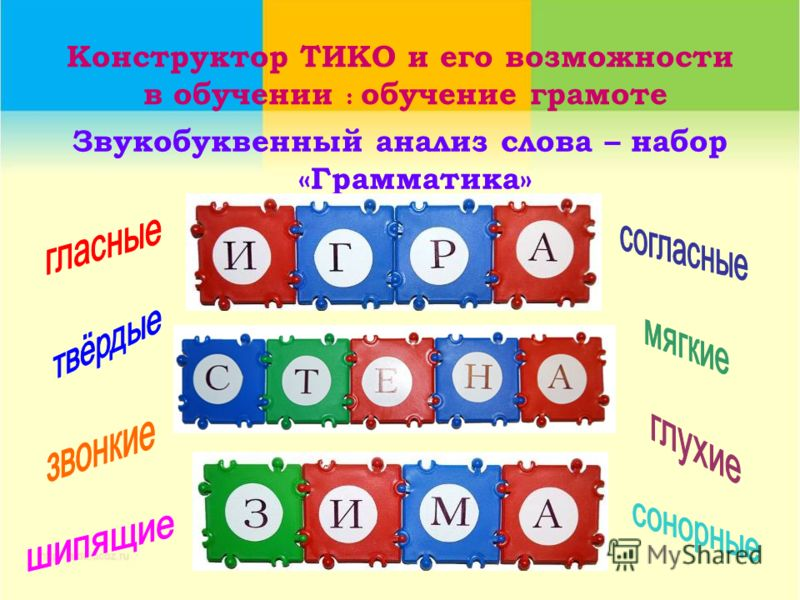 Конструктор ТИКО и его возможности
в обучении : обучение грамоте
Звукобуквенный анализ слова – набор
«Грамматика»
гласные
согласные
И Г Р А
твёрдые
мягкие
С Т Е Н А
звонкие
глухие
шипящие
сонорные
З И М А
MyShared